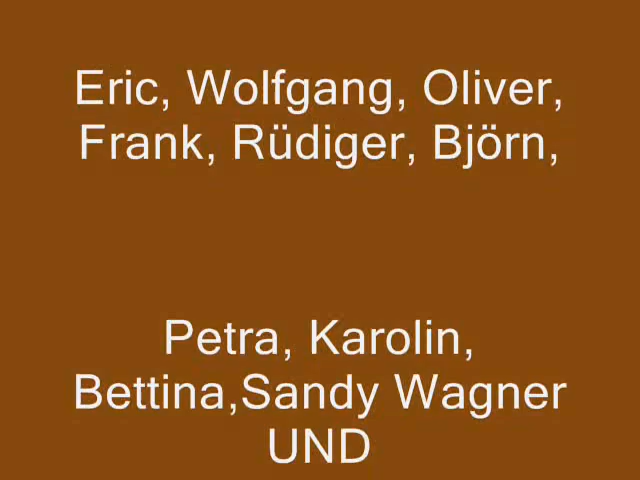 Eric, Wolfgang, Oliver,
Frank, Rüdiger, Björn,
Petra, Karolin,
Bettina,Sandy Wagner
UND